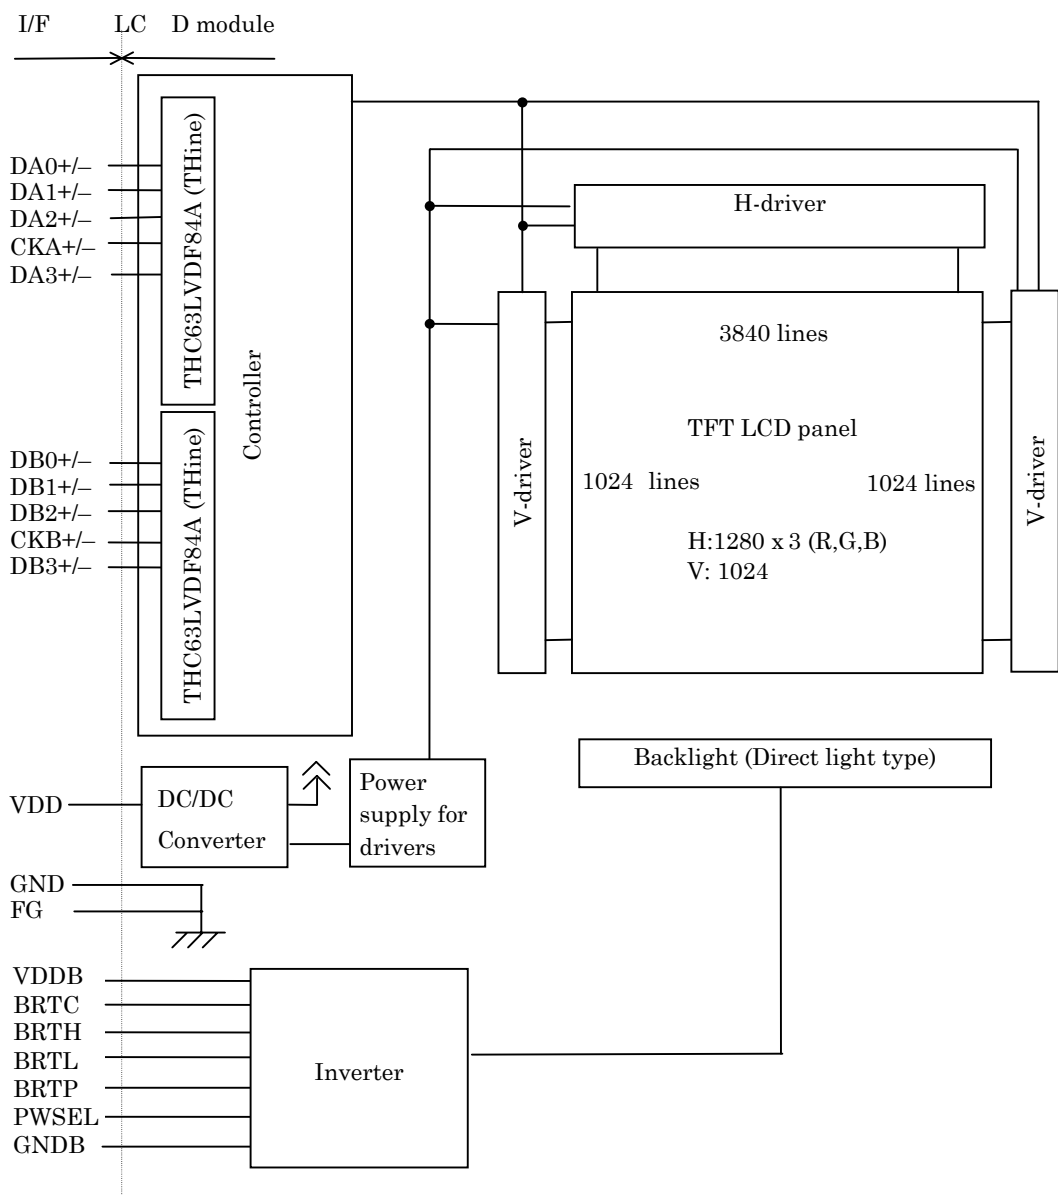 I/F LC D module
DA0+/–
DA1+/–
DA2+/–
CKA+/–
DA3+/–
THC63LVDF84A (THine)
DB0+/–
DB1+/–
DB2+/–
CKB+/–
DB3+/–
THC63LVDF84A (THine)
Controller
H-driver
V-driver
3840 lines
TFT LCD panel
1024 lines
1024 lines
H:1280 x 3 (R,G,B)
V: 1024
V-driver
Backlight (Direct light type)
VDD
DC/DC
Converter
Power
supply for
drivers
GND
FG
VDDB
BRTC
BRTH
BRTL
BRTP
PWSEL
GNDB
Inverter